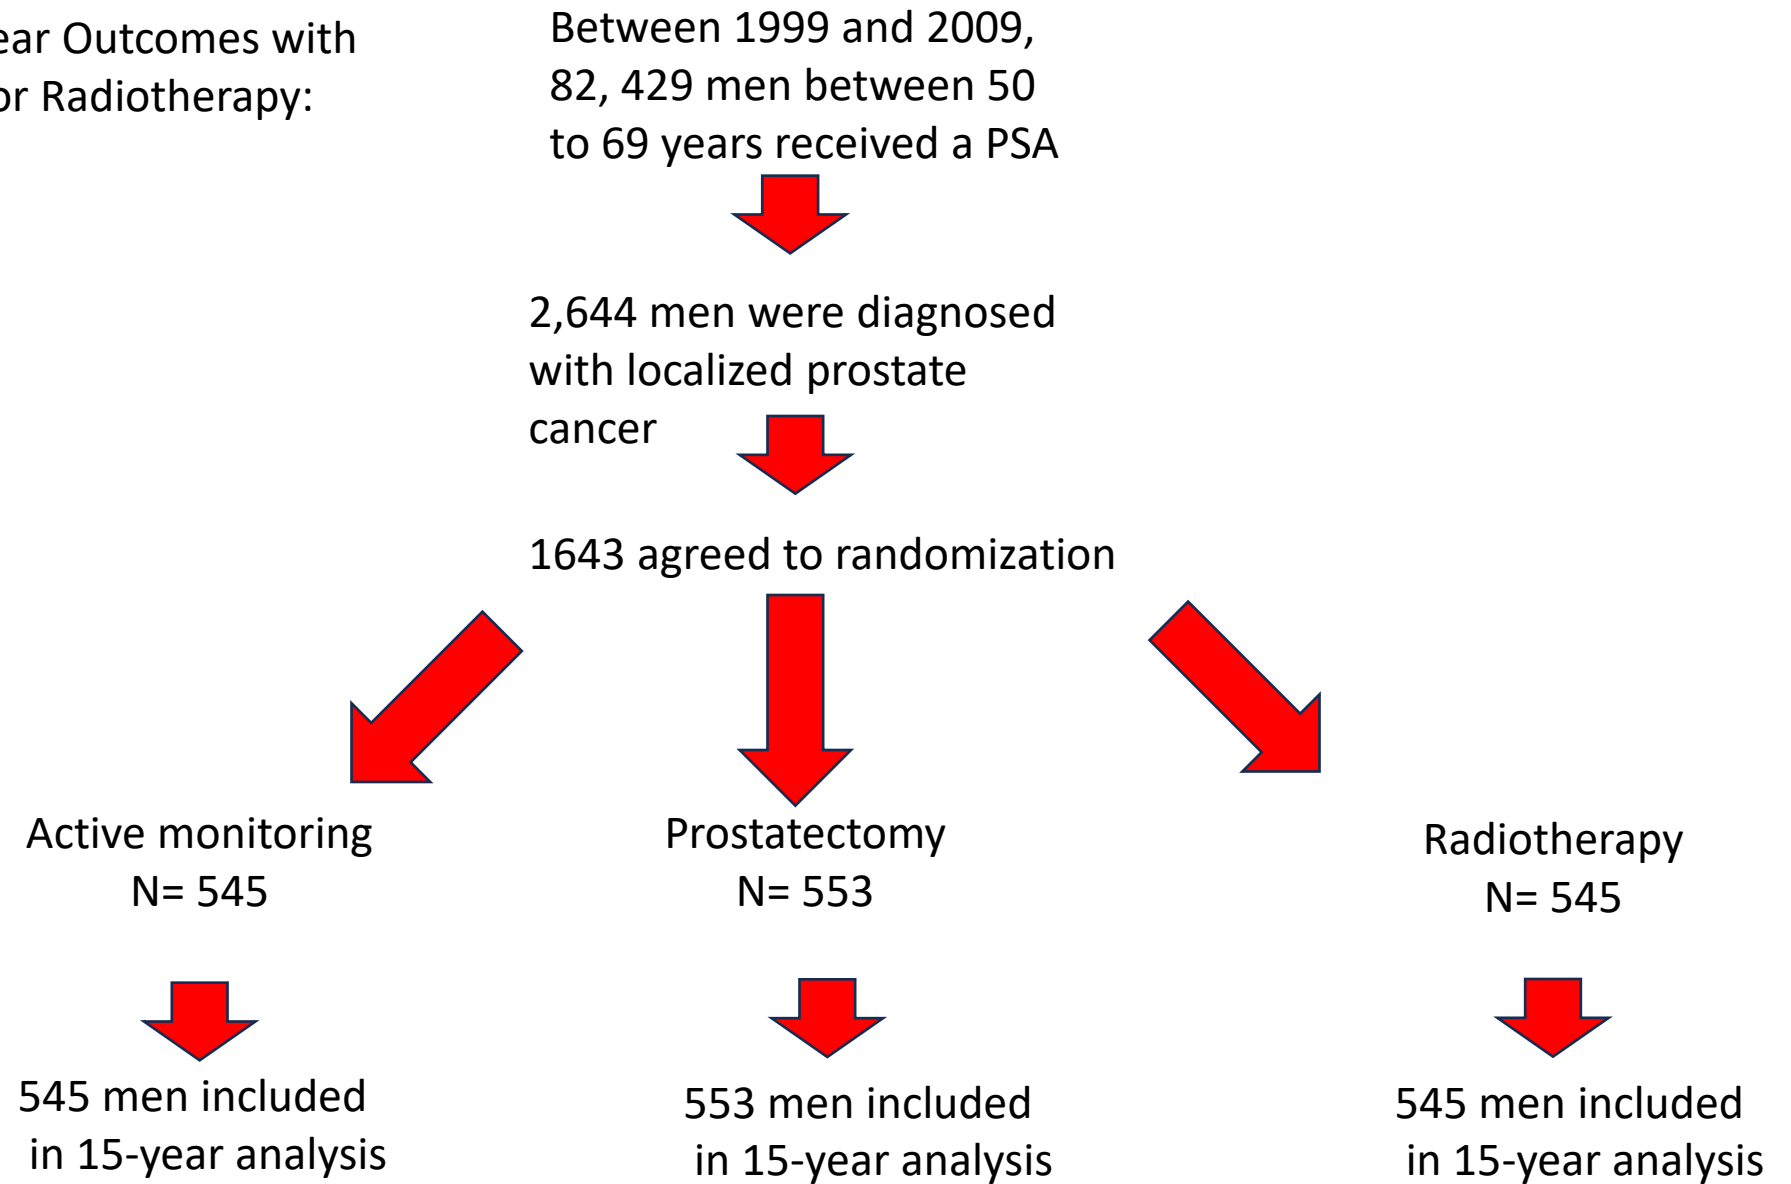 ear Outcomes with
or Radiotherapy:
Between 1999 and 2009,
82, 429 men between 50
to 69 years received a PSA
2,644 men were diagnosed
with localized prostate
cancer
1643 agreed to randomization
Active monitoring
N= 545
Prostatectomy
N= 553
Radiotherapy
N= 545
545 men included
in 15-year analysis
553 men included
in 15-year analysis
545 men included
in 15-year analysis